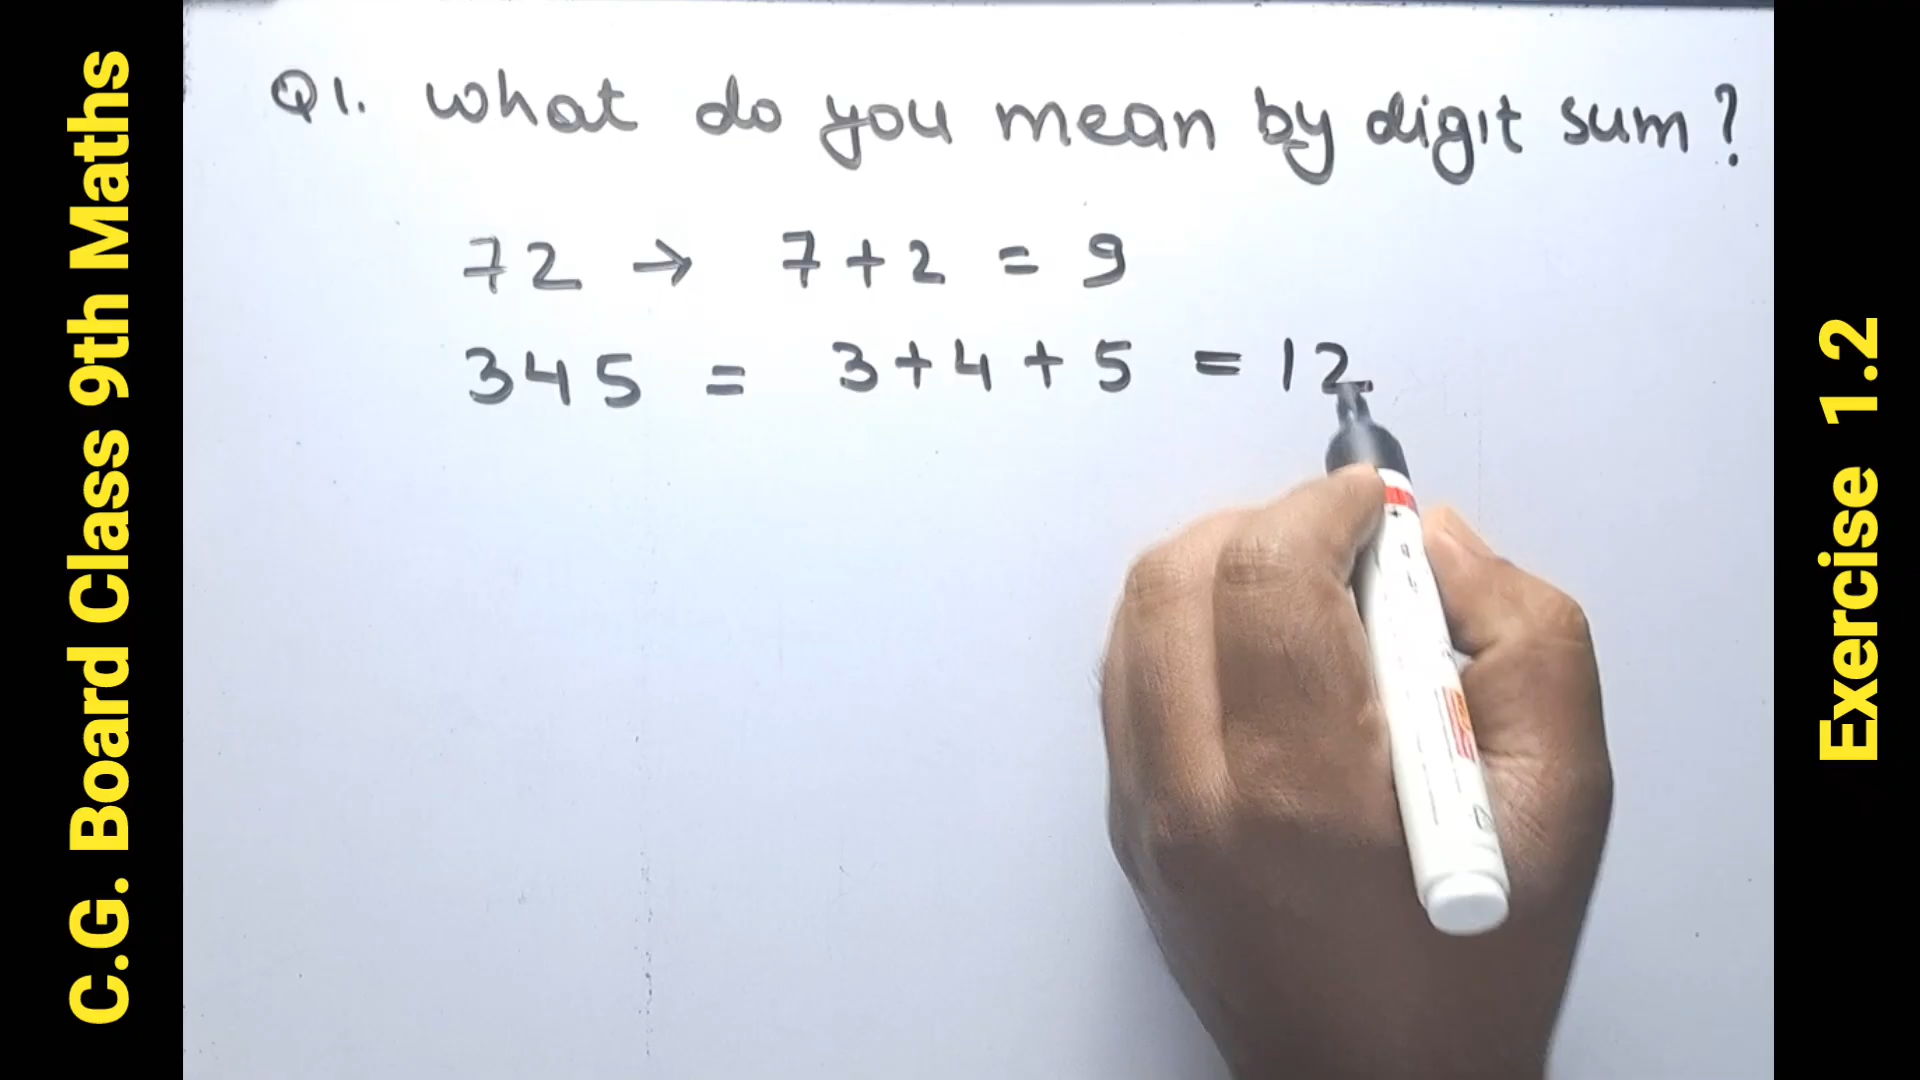 C.G. Board Class 9th Maths
Q1. What do you mean by digit sum?
72 → 7+2 = 9
345 = 3+4+5 = 12
Exercise 1.2